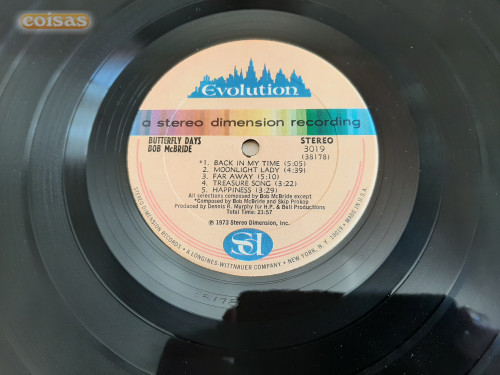 coisas
Evolution
a stereo dimension recording
BUTTERFLY DAYS
BOB McBRIDE
STEREO
3019
(38178)
*1. BACK IN MY TIME (5:05)
2. MOONLIGHT LADY (4:39)
3. FAR AWAY (5:10)
4. TREASURE SONG (3:22)
5. HAPPINESS (3:29)
All selections composed by Bob McBride except
*Composed by Bob McBride and Skip Prokop
Produced by Dennis R. Murphy for H.P. & Bell Productions
Total Time: 21:57
℗ 1973 Stereo Dimension, Inc.
SD
STEREO DIMENSION RECORDS • A LONGINES-WITTNAUER COMPANY • NEW YORK, N.Y. 10019 • MADE IN U.S.A.